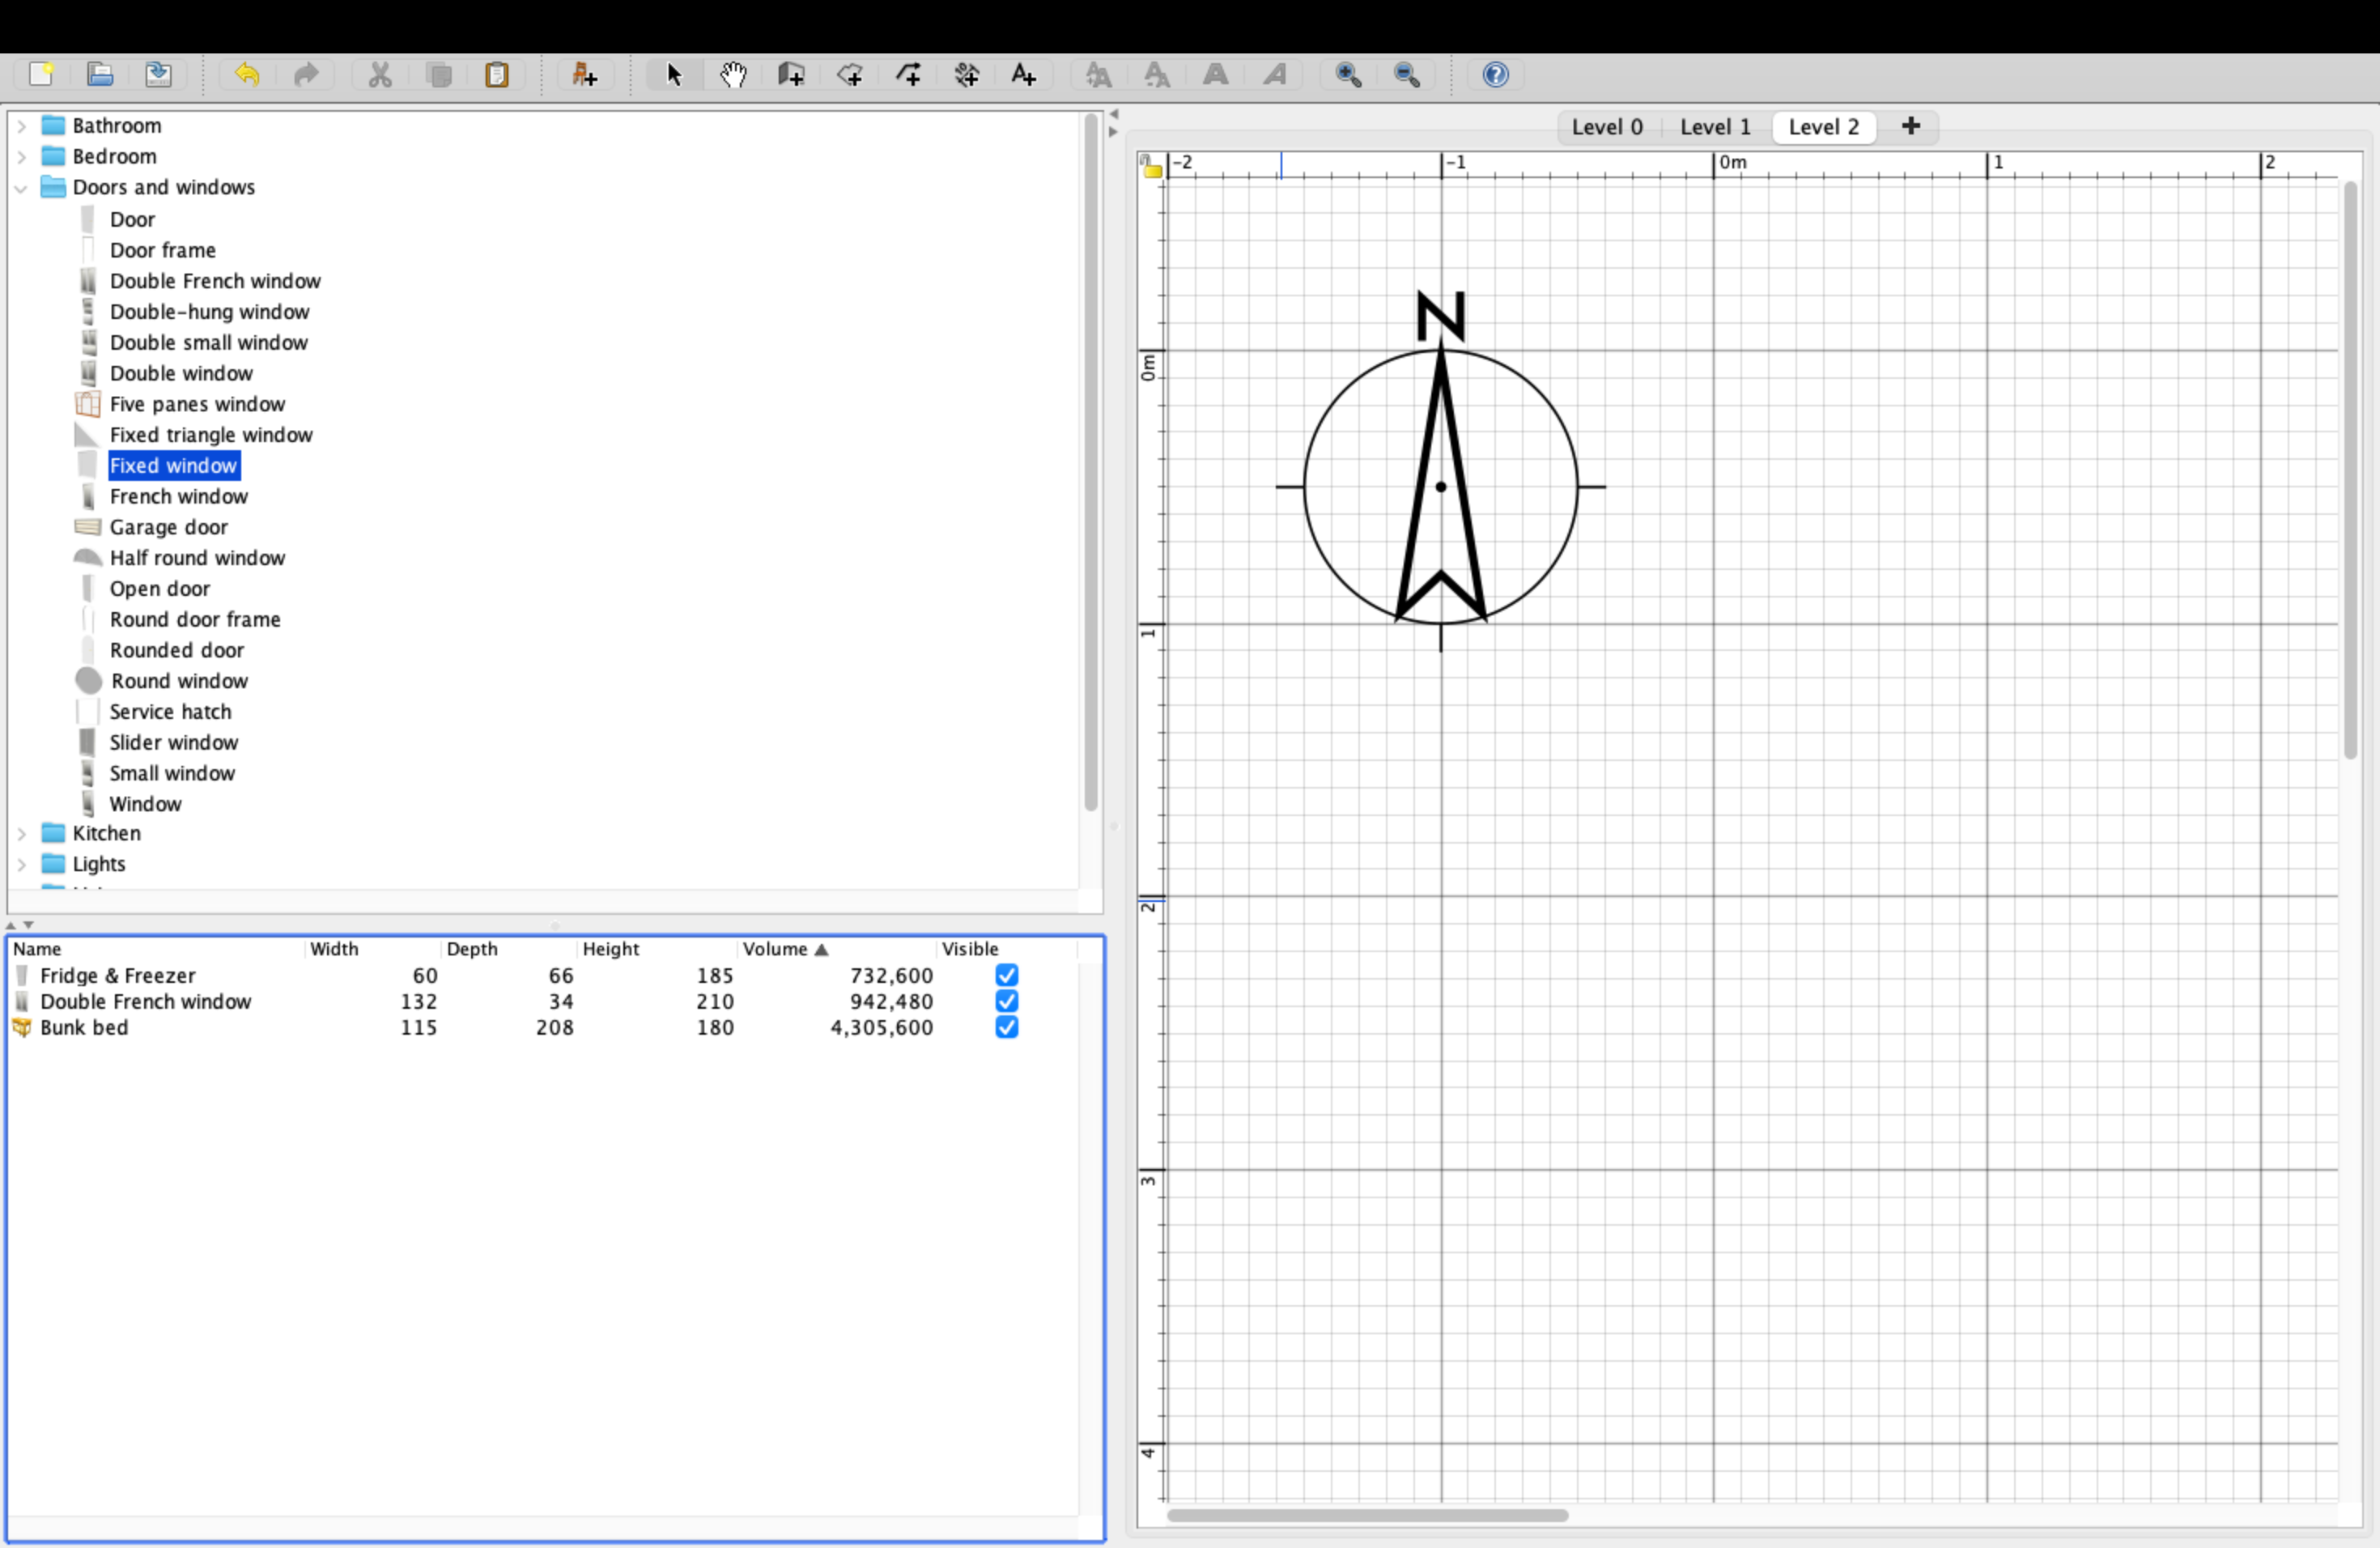 Bathroom
Bedroom
Doors and windows
Door
Door frame
Double French window
Double-hung window
Double small window
Double window
Five panes window
Fixed triangle window
Fixed window
French window
Garage door
Half round window
Open door
Round door frame
Rounded door
Round window
Service hatch
Slider window
Small window
Window
Kitchen
Lights
Name Width Depth Height Volume Visible
Fridge & Freezer 60 66 185 732,600
Double French window 132 34 210 942,480
Bunk bed 115 208 180 4,305,600
Level 0 Level 1 Level 2 +
-2 -1 0m 1 2
N
0m
1
2
3
4